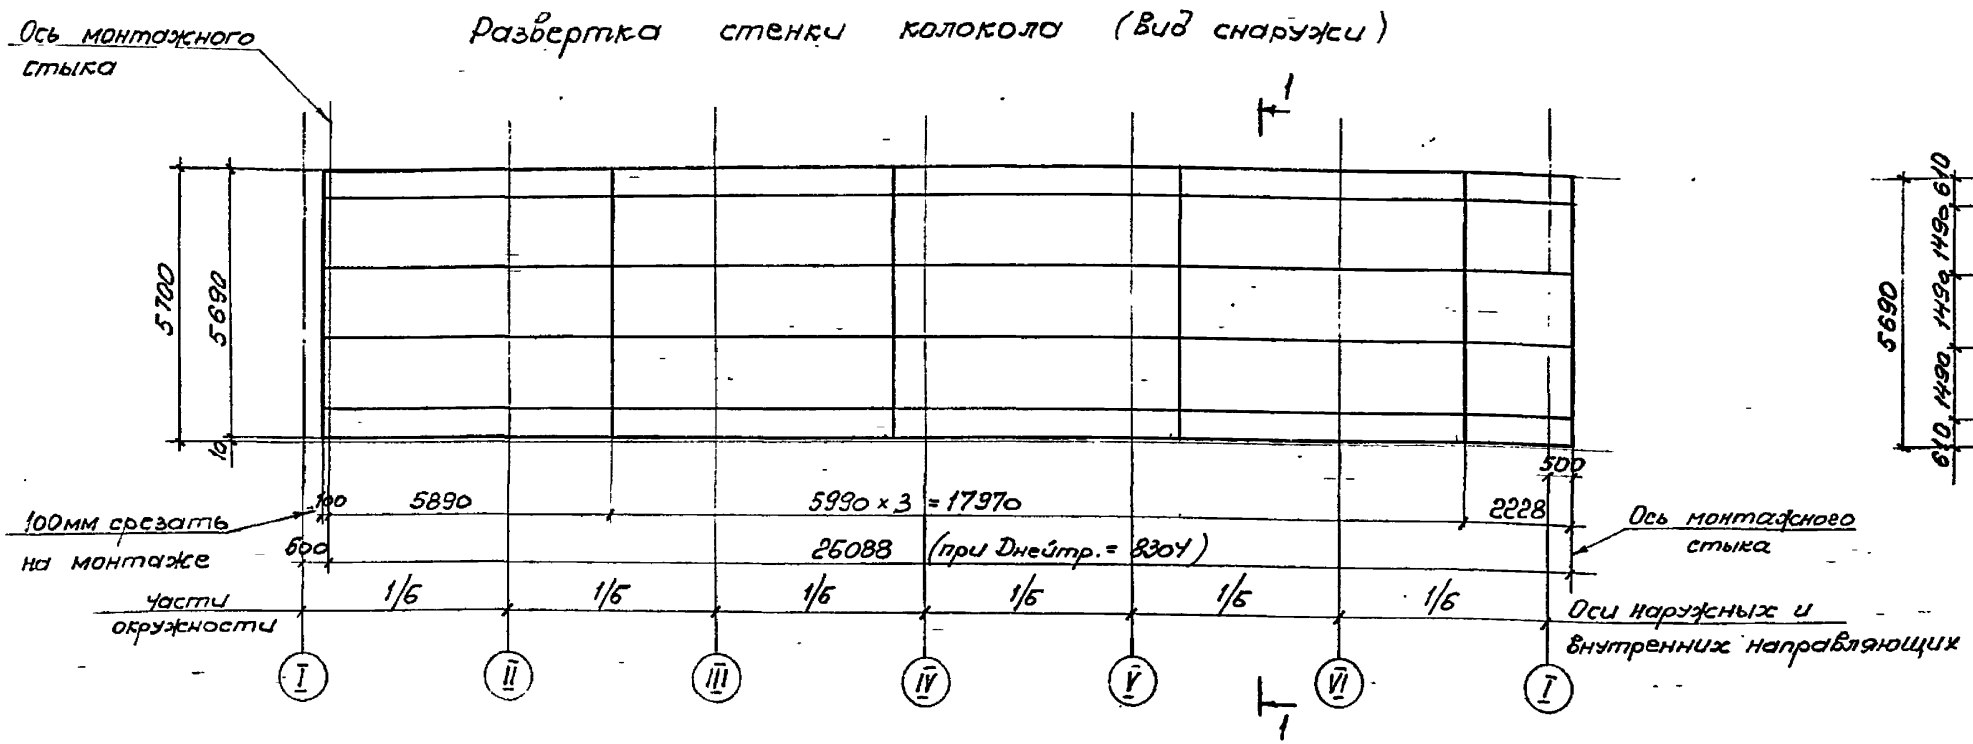 Развертка стенки колокола (вид снаружи)
Ось монтажного
стыка
1
5700
5690
10
610
1490
1490
1490
610
5690
500
100
5890
5990 × 3 = 17970
2228
100мм срезать
на монтаже
500
26088 (при Dнейтр. = 8304)
Ось монтажного
стыка
1/6
1/6
1/6
1/6
1/6
1/6
части
окружности
Оси наружных и
внутренних направляющих
I
II
III
IV
V
VI
I
1